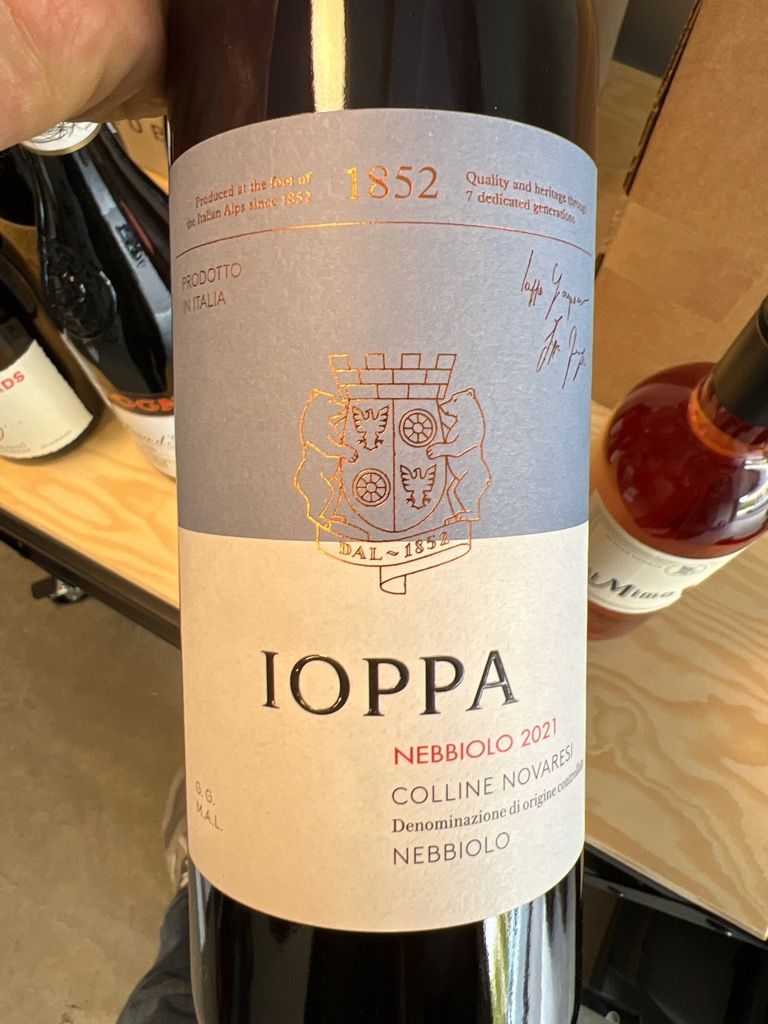 Produced at the foot of
the Italian Alps since 1852
1852
Quality and heritage through
7 dedicated generations
PRODOTTO
IN ITALIA
DAL ~ 1852
IOPPA
NEBBIOLO 2021
COLLINE NOVARESI
Denominazione di origine controllata
NEBBIOLO
G. G.
M.A.L.
Mima